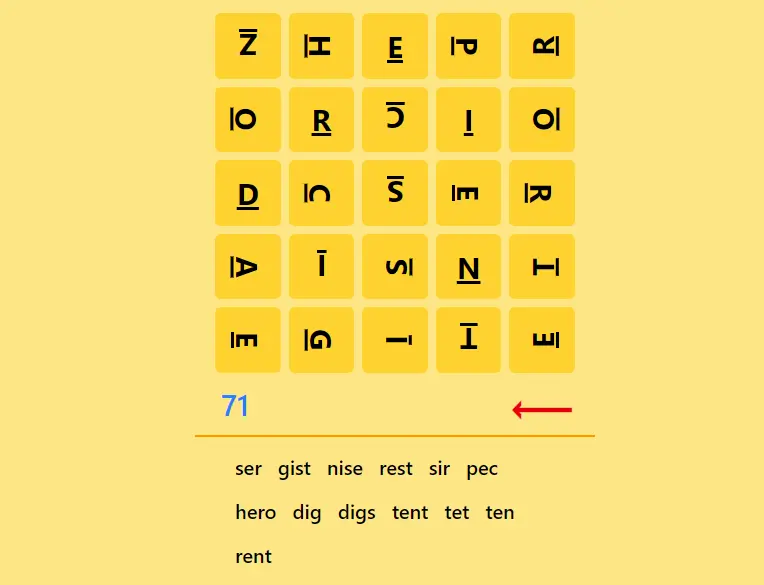 Z H E P R
O R C I O
D C S E R
A I S N I
E G I T E
71
ser gist nise rest sir pec
hero dig digs tent tet ten
rent